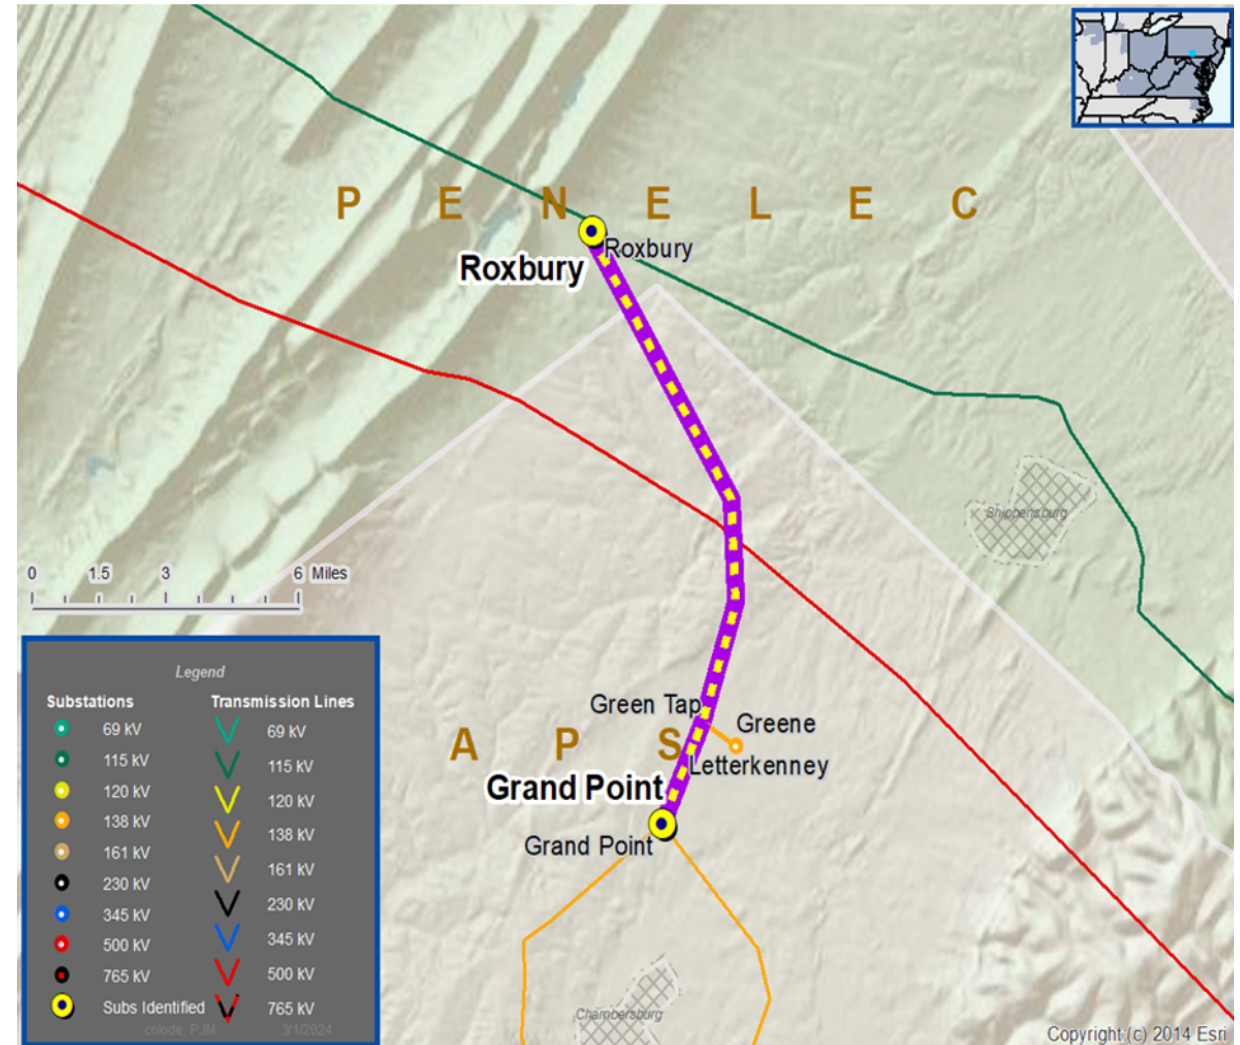 P E N E L E C
Roxbury
Roxbury
Shippensburg
0 1.5 3 6 Miles
Green Tap
Greene
A P S
Letterkenney
Grand Point
Grand Point
Chambersburg
Legend
Substations Transmission Lines
69 kV 69 kV
115 kV 115 kV
120 kV 120 kV
138 kV 138 kV
161 kV 161 kV
230 kV 230 kV
345 kV 345 kV
500 kV 500 kV
765 kV 765 kV
Subs Identified
colode, PJM 3/1/2024
Copyright:(c) 2014 Esri